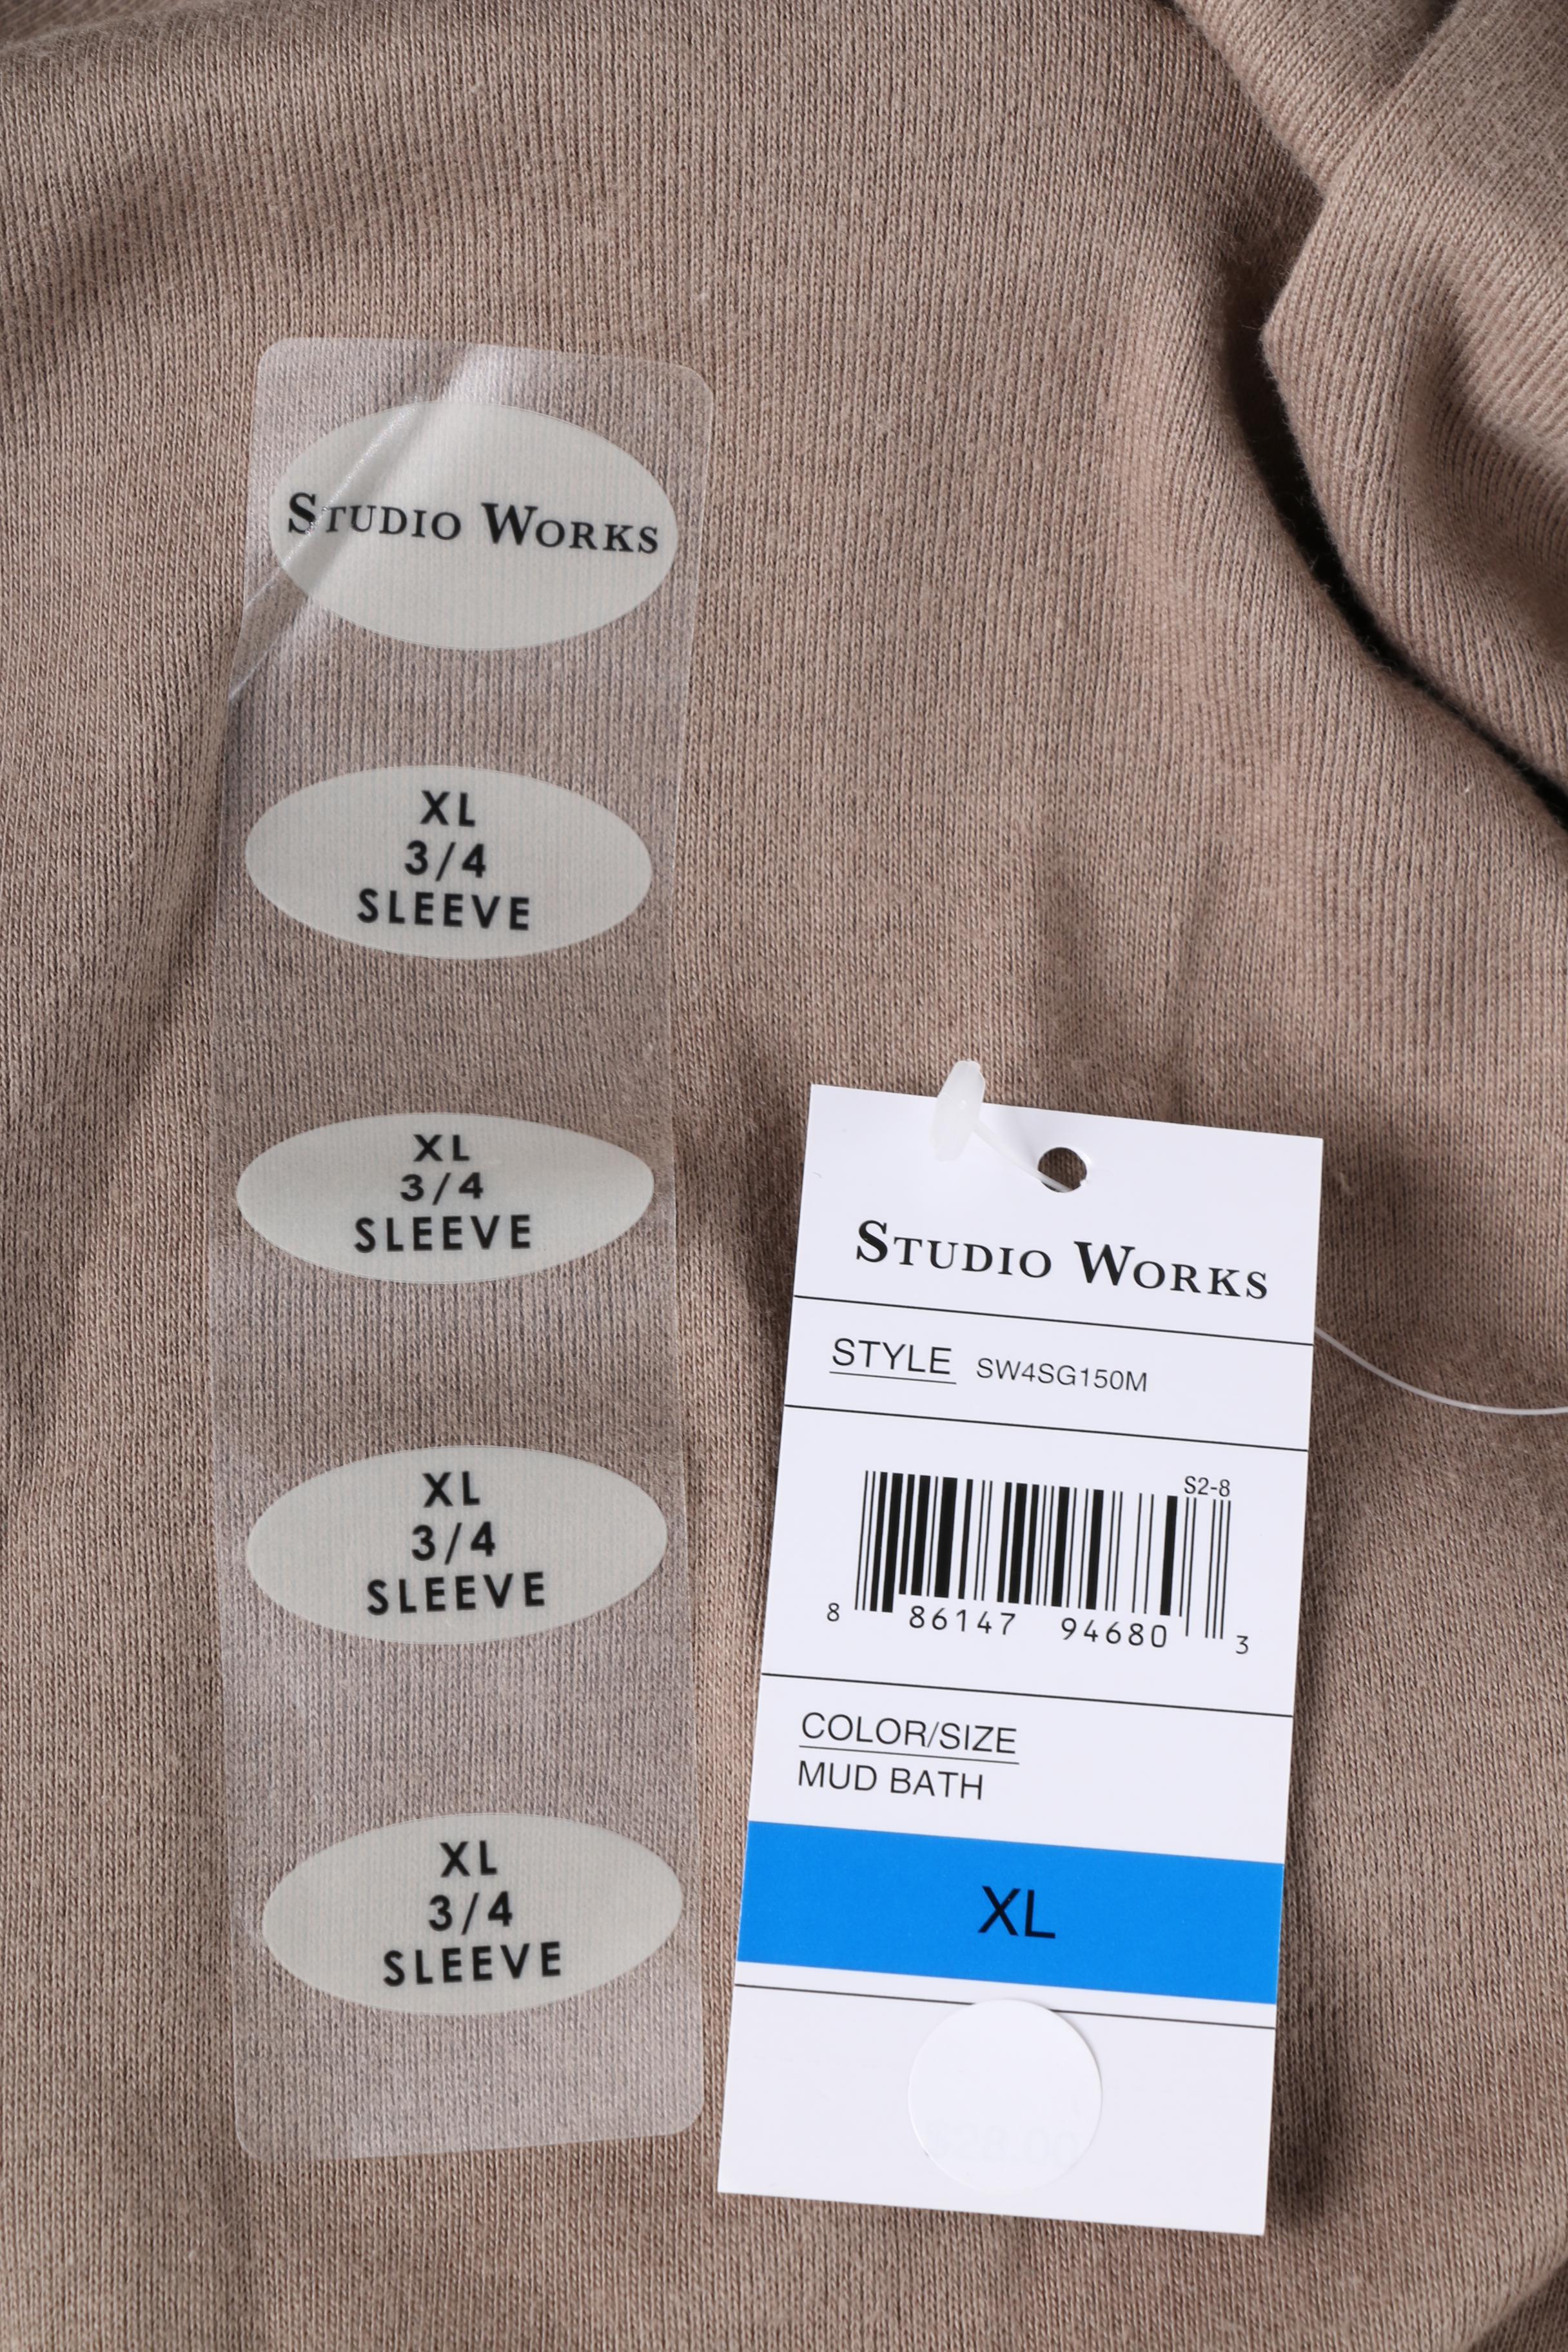 STUDIO WORKS
XL
3/4
SLEEVE
XL
3/4
SLEEVE
XL
3/4
SLEEVE
XL
3/4
SLEEVE
STUDIO WORKS
STYLE SW4SG150M
S2-8
8 86147 94680 3
COLOR/SIZE
MUD BATH
XL